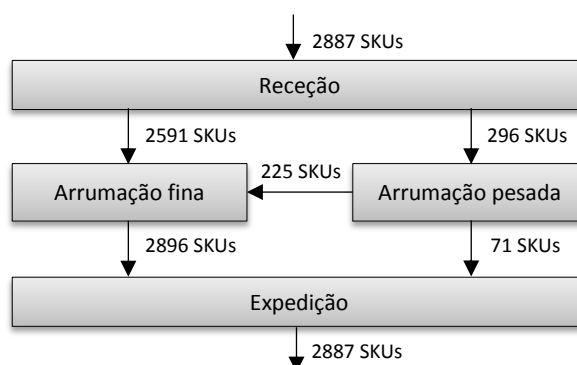 2887 SKUs
Receção
2591 SKUs
296 SKUs
225 SKUs
Arrumação fina
Arrumação pesada
2896 SKUs
71 SKUs
Expedição
2887 SKUs